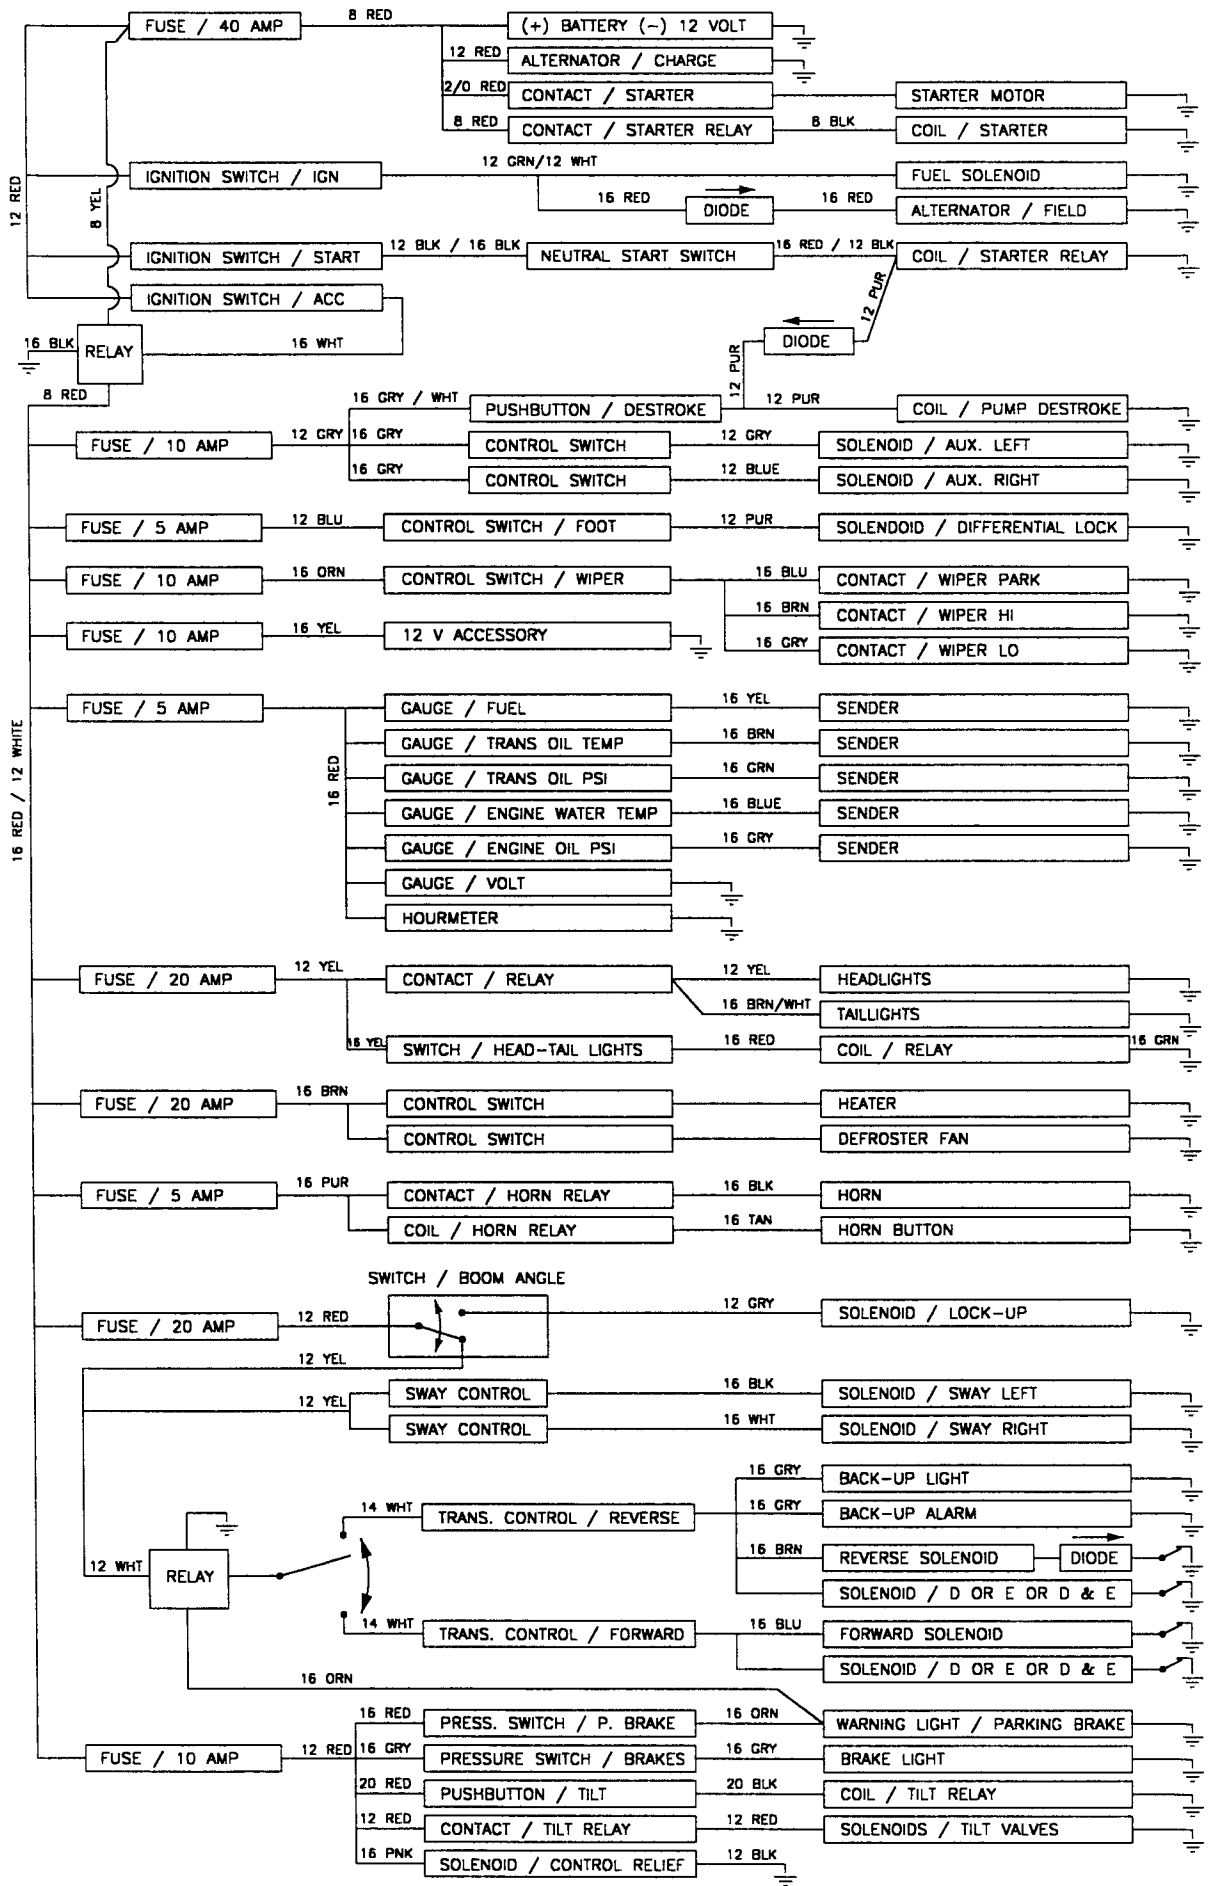 8 RED
FUSE / 40 AMP
(+) BATTERY (-) 12 VOLT
12 RED
ALTERNATOR / CHARGE
2/0 RED
CONTACT / STARTER
STARTER MOTOR
8 RED
CONTACT / STARTER RELAY
8 BLK
COIL / STARTER
12 RED
8 YEL
IGNITION SWITCH / IGN
12 GRN/12 WHT
FUEL SOLENOID
16 RED
DIODE
16 RED
ALTERNATOR / FIELD
IGNITION SWITCH / START
12 BLK / 16 BLK
NEUTRAL START SWITCH
16 RED / 12 BLK
COIL / STARTER RELAY
12 PUR
IGNITION SWITCH / ACC
16 BLK
RELAY
16 WHT
DIODE
12 PUR
8 RED
16 GRY / WHT
PUSHBUTTON / DESTROKE
12 PUR
COIL / PUMP DESTROKE
FUSE / 10 AMP
12 GRY
16 GRY
CONTROL SWITCH
12 GRY
SOLENOID / AUX. LEFT
16 GRY
CONTROL SWITCH
12 BLUE
SOLENOID / AUX. RIGHT
FUSE / 5 AMP
12 BLU
CONTROL SWITCH / FOOT
12 PUR
SOLENDOID / DIFFERENTIAL LOCK
FUSE / 10 AMP
16 ORN
CONTROL SWITCH / WIPER
16 BLU
CONTACT / WIPER PARK
16 BRN
CONTACT / WIPER HI
FUSE / 10 AMP
16 YEL
12 V ACCESSORY
16 GRY
CONTACT / WIPER LO
16 RED / 12 WHITE
FUSE / 5 AMP
16 RED
GAUGE / FUEL
16 YEL
SENDER
GAUGE / TRANS OIL TEMP
16 BRN
SENDER
GAUGE / TRANS OIL PSI
16 GRN
SENDER
GAUGE / ENGINE WATER TEMP
16 BLUE
SENDER
GAUGE / ENGINE OIL PSI
16 GRY
SENDER
GAUGE / VOLT
HOURMETER
FUSE / 20 AMP
12 YEL
CONTACT / RELAY
12 YEL
HEADLIGHTS
16 BRN/WHT
TAILLIGHTS
16 YEL
SWITCH / HEAD-TAIL LIGHTS
16 RED
COIL / RELAY
16 GRN
FUSE / 20 AMP
16 BRN
CONTROL SWITCH
HEATER
CONTROL SWITCH
DEFROSTER FAN
FUSE / 5 AMP
16 PUR
CONTACT / HORN RELAY
16 BLK
HORN
COIL / HORN RELAY
16 TAN
HORN BUTTON
SWITCH / BOOM ANGLE
FUSE / 20 AMP
12 RED
12 GRY
SOLENOID / LOCK-UP
12 YEL
12 YEL
SWAY CONTROL
16 BLK
SOLENOID / SWAY LEFT
SWAY CONTROL
16 WHT
SOLENOID / SWAY RIGHT
16 GRY
BACK-UP LIGHT
14 WHT
TRANS. CONTROL / REVERSE
16 GRY
BACK-UP ALARM
16 BRN
REVERSE SOLENOID
DIODE
12 WHT
RELAY
SOLENOID / D OR E OR D & E
14 WHT
TRANS. CONTROL / FORWARD
16 BLU
FORWARD SOLENOID
SOLENOID / D OR E OR D & E
16 ORN
16 RED
PRESS. SWITCH / P. BRAKE
16 ORN
WARNING LIGHT / PARKING BRAKE
FUSE / 10 AMP
12 RED
16 GRY
PRESSURE SWITCH / BRAKES
16 GRY
BRAKE LIGHT
20 RED
PUSHBUTTON / TILT
20 BLK
COIL / TILT RELAY
12 RED
CONTACT / TILT RELAY
12 RED
SOLENOIDS / TILT VALVES
16 PNK
SOLENOID / CONTROL RELIEF
12 BLK